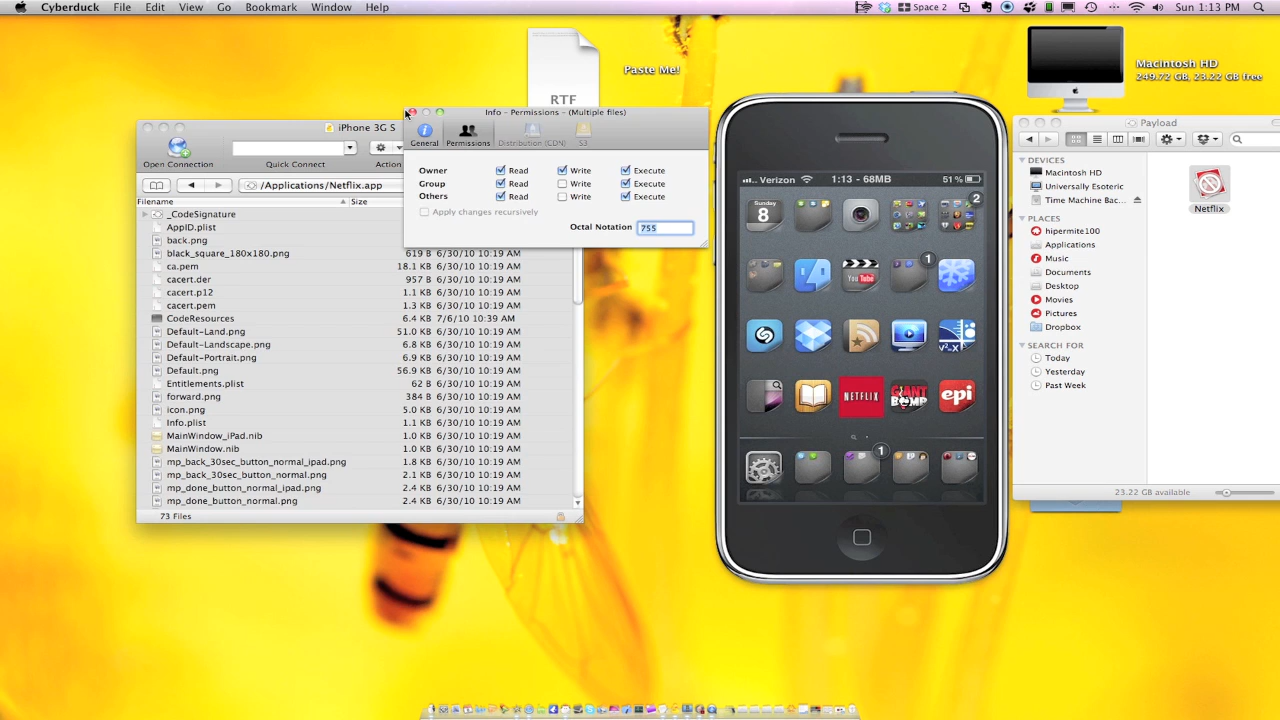 Cyberduck File Edit View Go Bookmark Window Help
Space 2 Sun 1:13 PM
RTF
Paste Me!
Macintosh HD
249.72 GB, 23.22 GB free
iPhone 3G S
Open Connection Quick Connect Action
/Applications/Netflix.app
Filename Size
_CodeSignature
AppID.plist
back.png
black_square_180x180.png 619 B 6/30/10 10:19 AM
ca.pem 18.1 KB 6/30/10 10:19 AM
cacert.der 957 B 6/30/10 10:19 AM
cacert.p12 1.1 KB 6/30/10 10:19 AM
cacert.pem 1.3 KB 6/30/10 10:19 AM
CodeResources 6.4 KB 7/6/10 10:39 AM
Default-Land.png 51.0 KB 6/30/10 10:19 AM
Default-Landscape.png 6.8 KB 6/30/10 10:19 AM
Default-Portrait.png 6.9 KB 6/30/10 10:19 AM
Default.png 56.9 KB 6/30/10 10:19 AM
Entitlements.plist 62 B 6/30/10 10:19 AM
forward.png 384 B 6/30/10 10:19 AM
icon.png 5.0 KB 6/30/10 10:19 AM
Info.plist 1.1 KB 6/30/10 10:19 AM
MainWindow_iPad.nib 1.0 KB 6/30/10 10:19 AM
MainWindow.nib 1.0 KB 6/30/10 10:19 AM
mp_back_30sec_button_normal_ipad.png 1.8 KB 6/30/10 10:19 AM
mp_back_30sec_button_normal.png 2.1 KB 6/30/10 10:19 AM
mp_done_button_normal_ipad.png 2.4 KB 6/30/10 10:19 AM
mp_done_button_normal.png 2.4 KB 6/30/10 10:19 AM
73 Files
Info - Permissions - (Multiple files)
General Permissions Distribution (CDN) S3
Owner Read Write Execute
Group Read Write Execute
Others Read Write Execute
Apply changes recursively
Octal Notation 755
Verizon 1:13 - 68MB 51%
Sunday
8
2
You Tube
1
V²-X
NETFLIX
GIANT
BOMB
epi
1
Payload
DEVICES
Macintosh HD
Universally Esoteric
Time Machine Bac...
PLACES
hipermite100
Applications
Music
Documents
Desktop
Movies
Pictures
Dropbox
SEARCH FOR
Today
Yesterday
Past Week
Netflix
23.22 GB available